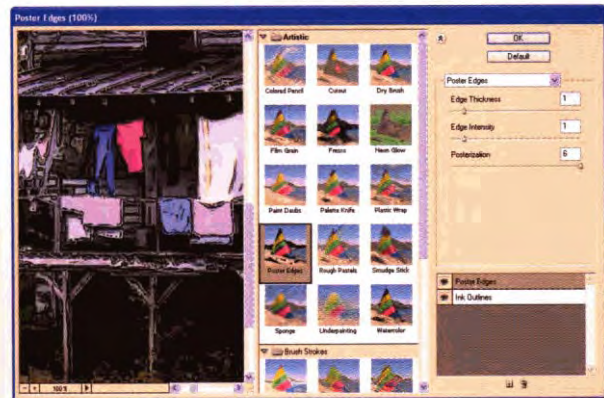 Poster Edges (100%)
Artistic
Colored Pencil
Cutout
Dry Brush
Film Grain
Fresco
Neon Glow
Paint Daubs
Palette Knife
Plastic Wrap
Poster Edges
Rough Pastels
Smudge Stick
Sponge
Underpainting
Watercolor
Brush Strokes
100%
OK
Default
Poster Edges
Edge Thickness
1
Edge Intensity
1
Posterization
6
Poster Edges
Ink Outlines